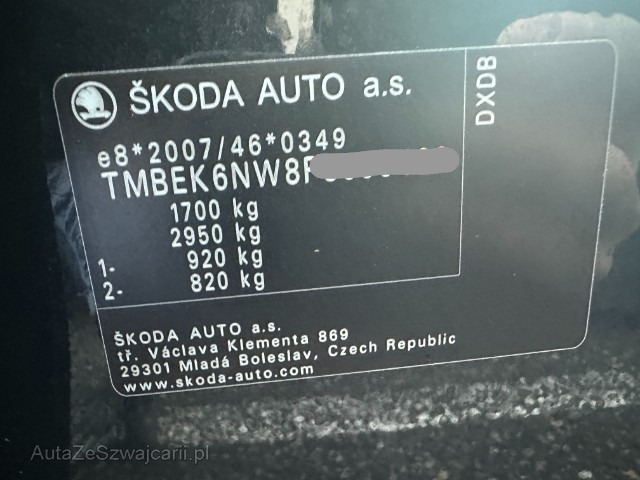 ŠKODA AUTO a.s.
DXDB
e8*2007/46*0349
TMBEK6NW8
1700 kg
2950 kg
1- 920 kg
2- 820 kg
ŠKODA AUTO a.s.
tř. Václava Klementa 869
29301 Mladá Boleslav, Czech Republic
www.skoda-auto.com
AutaZeSzwajcarii.pl